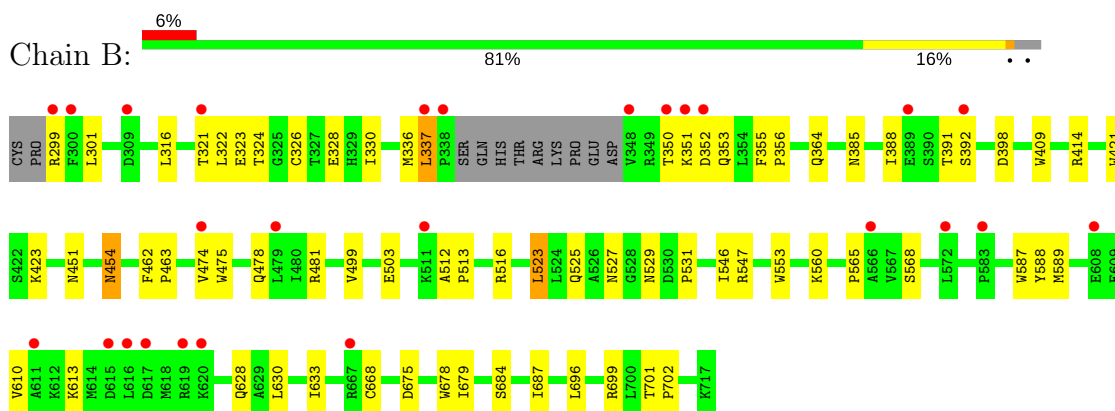 6%
Chain B:
81% 16% • •
CYS PRO R299 F300 L301 D309 L316 T321 L322 E323 T324 G325 C326 T327 E328 H329 I330 M336 L337 P338 SER GLN HIS THR ARG LYS PRO GLU ASP V348 R349 T350 K351 D352 Q353 L354 F355 P356 Q364 N385 I388 E389 S390 T391 S392 D398 W409 R414
S422 K423 N451 N454 F462 P463 V474 W475 Q478 L479 I480 R481 V499 E503 K511 A512 P513 R516 L523 L524 Q525 A526 N527 G528 N529 D530 P531 I546 R547 W553 K560 P565 A566 V567 S568 L572 P583 W587 Y588 M589 E608
V610 A611 K612 K613 M614 D615 L616 D617 M618 R619 K620 Q628 A629 L630 I633 R667 C668 D675 W678 I679 S684 I687 L696 R699 L700 T701 P702 K717